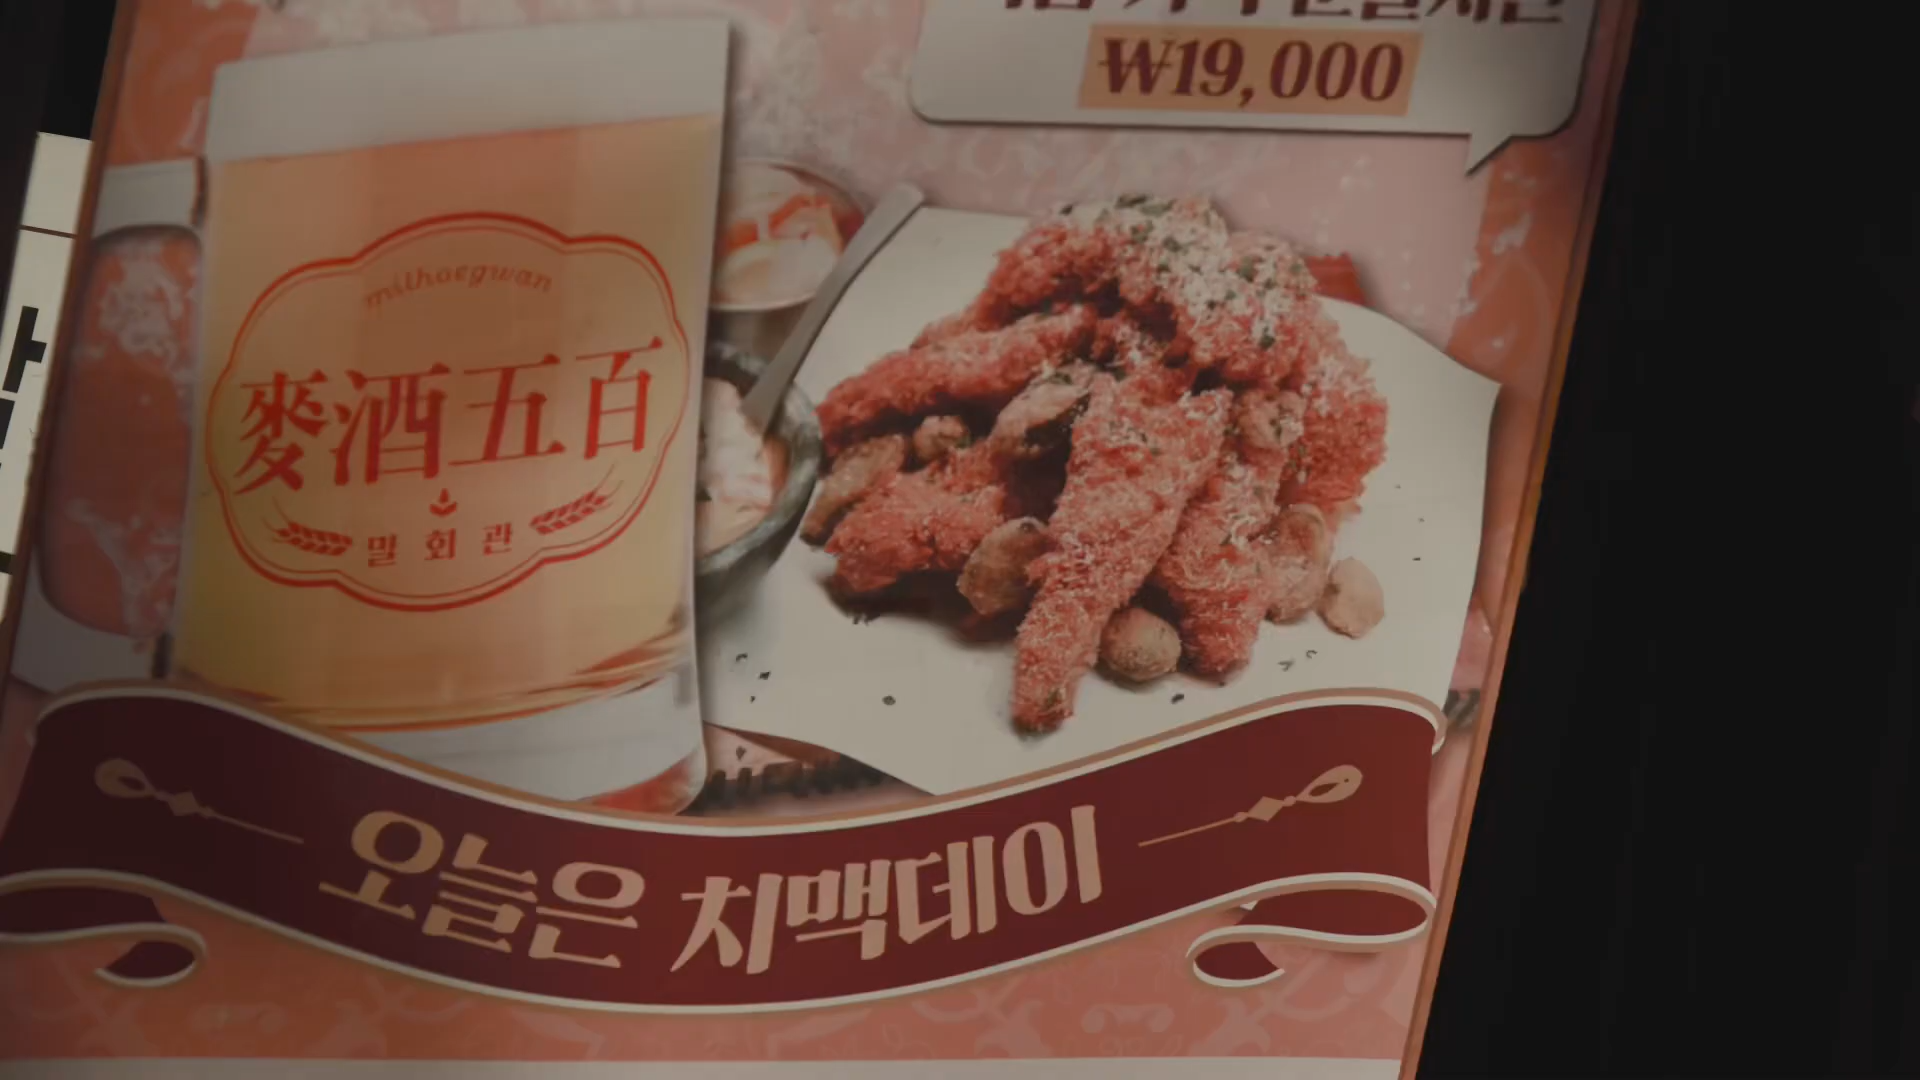 ₩19,000
milhoegwan
麥酒五百
밀회관
오늘은 치맥데이